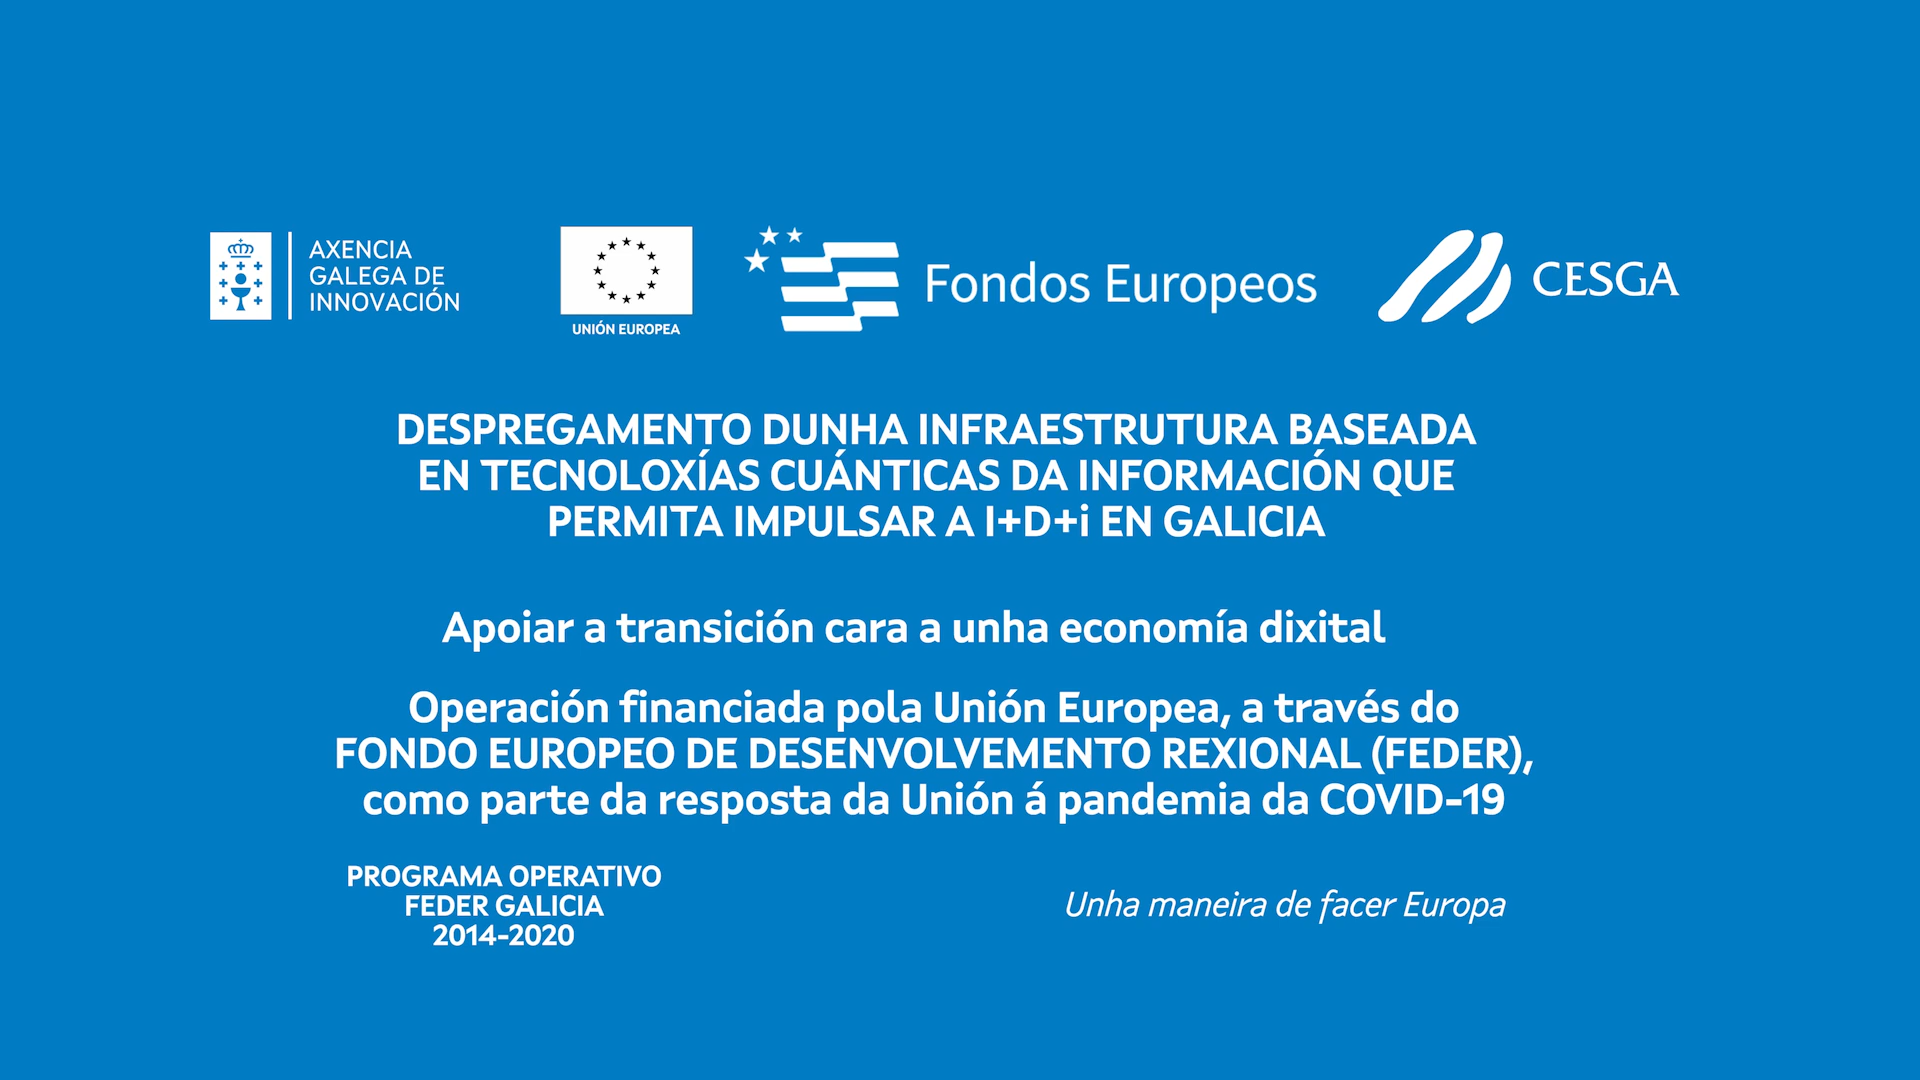 AXENCIA
GALEGA DE
INNOVACIÓN
UNIÓN EUROPEA
Fondos Europeos
CESGA
DESPREGAMENTO DUNHA INFRAESTRUTURA BASEADA
EN TECNOLOXÍAS CUÁNTICAS DA INFORMACIÓN QUE
PERMITA IMPULSAR A I+D+i EN GALICIA
Apoiar a transición cara a unha economía dixital
Operación financiada pola Unión Europea, a través do
FONDO EUROPEO DE DESENVOLVEMENTO REXIONAL (FEDER),
como parte da resposta da Unión á pandemia da COVID-19
PROGRAMA OPERATIVO
FEDER GALICIA
2014-2020
Unha maneira de facer Europa